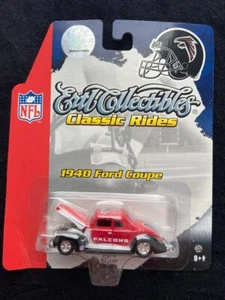 NFL
Ertl Collectibles
Classic Rides
1940 Ford Coupe
FALCONS
8+